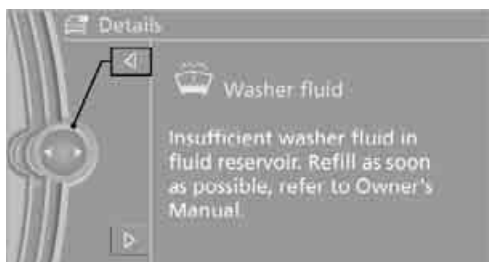 Details
Washer fluid
Insufficient washer fluid in
fluid reservoir. Refill as soon
as possible, refer to Owner's
Manual.